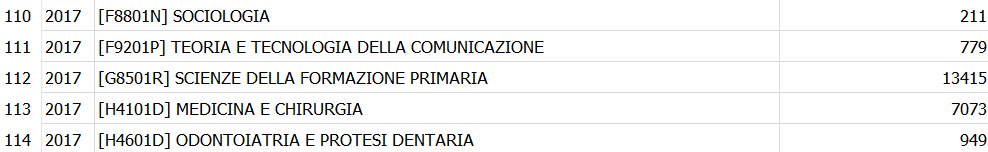 110 2017 [F8801N] SOCIOLOGIA 211
111 2017 [F9201P] TEORIA E TECNOLOGIA DELLA COMUNICAZIONE 779
112 2017 [G8501R] SCIENZE DELLA FORMAZIONE PRIMARIA 13415
113 2017 [H4101D] MEDICINA E CHIRURGIA 7073
114 2017 [H4601D] ODONTOIATRIA E PROTESI DENTARIA 949